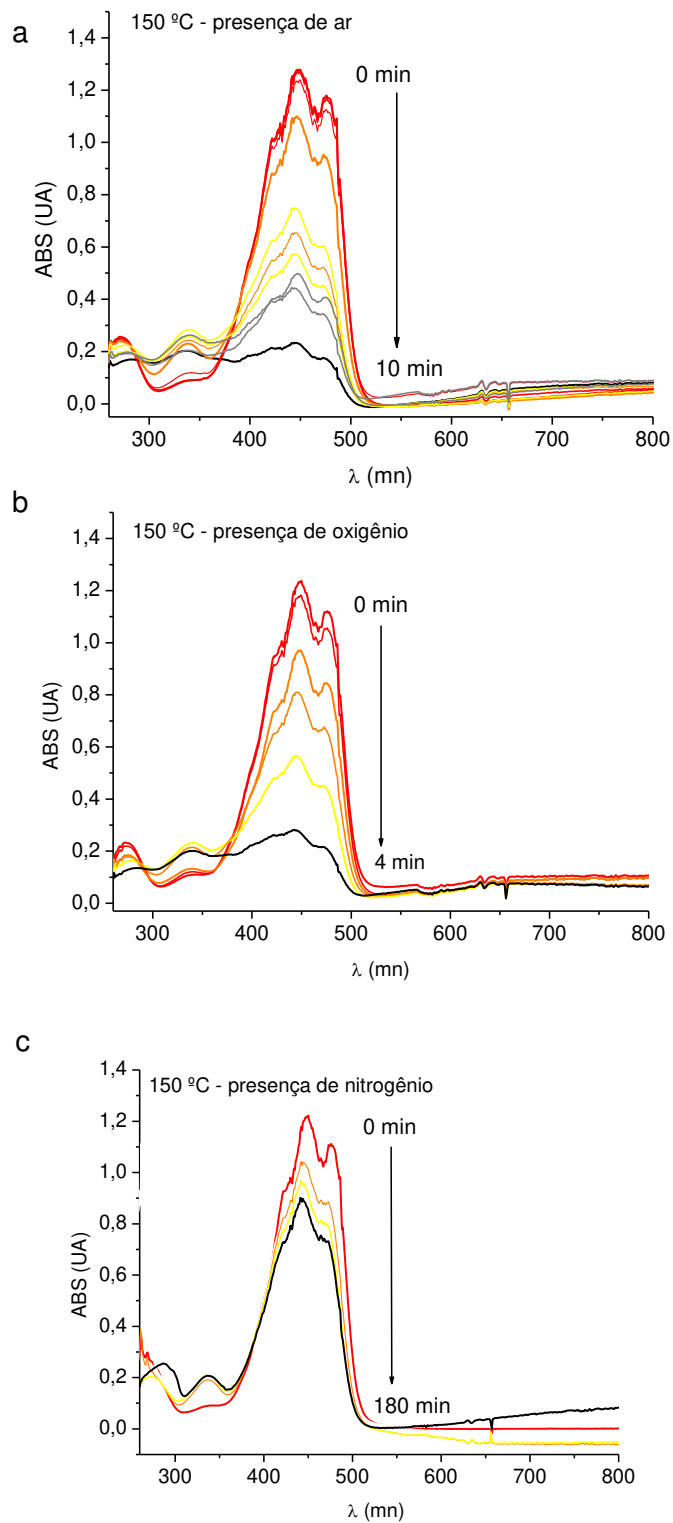 a
150 ºC - presença de ar
0 min
10 min
ABS (UA)
1,4
1,2
1,0
0,8
0,6
0,4
0,2
0,0
300 400 500 600 700 800
λ (mn)
b
150 ºC - presença de oxigênio
0 min
4 min
ABS (UA)
1,4
1,2
1,0
0,8
0,6
0,4
0,2
0,0
300 400 500 600 700 800
λ (mn)
c
150 ºC - presença de nitrogênio
0 min
180 min
ABS (UA)
1,4
1,2
1,0
0,8
0,6
0,4
0,2
0,0
300 400 500 600 700 800
λ (mn)